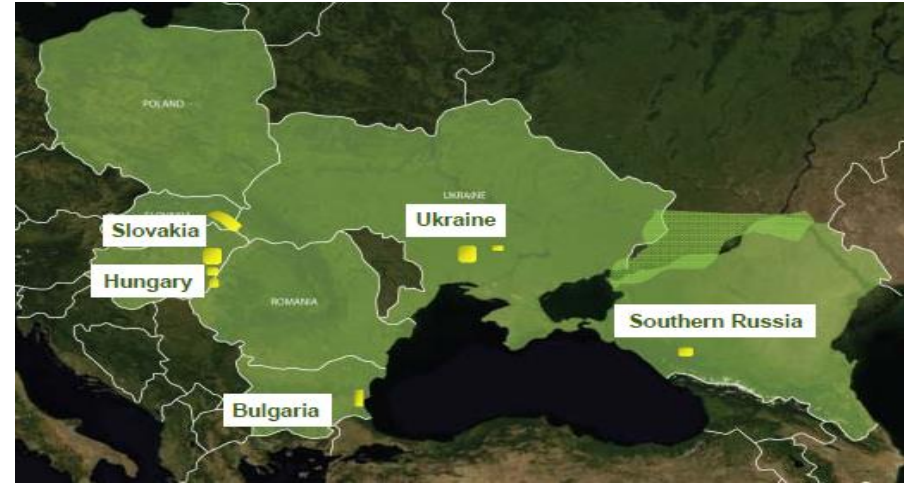 POLAND
UKRAINE
Ukraine
Slovakia
Hungary
ROMANIA
Southern Russia
Bulgaria